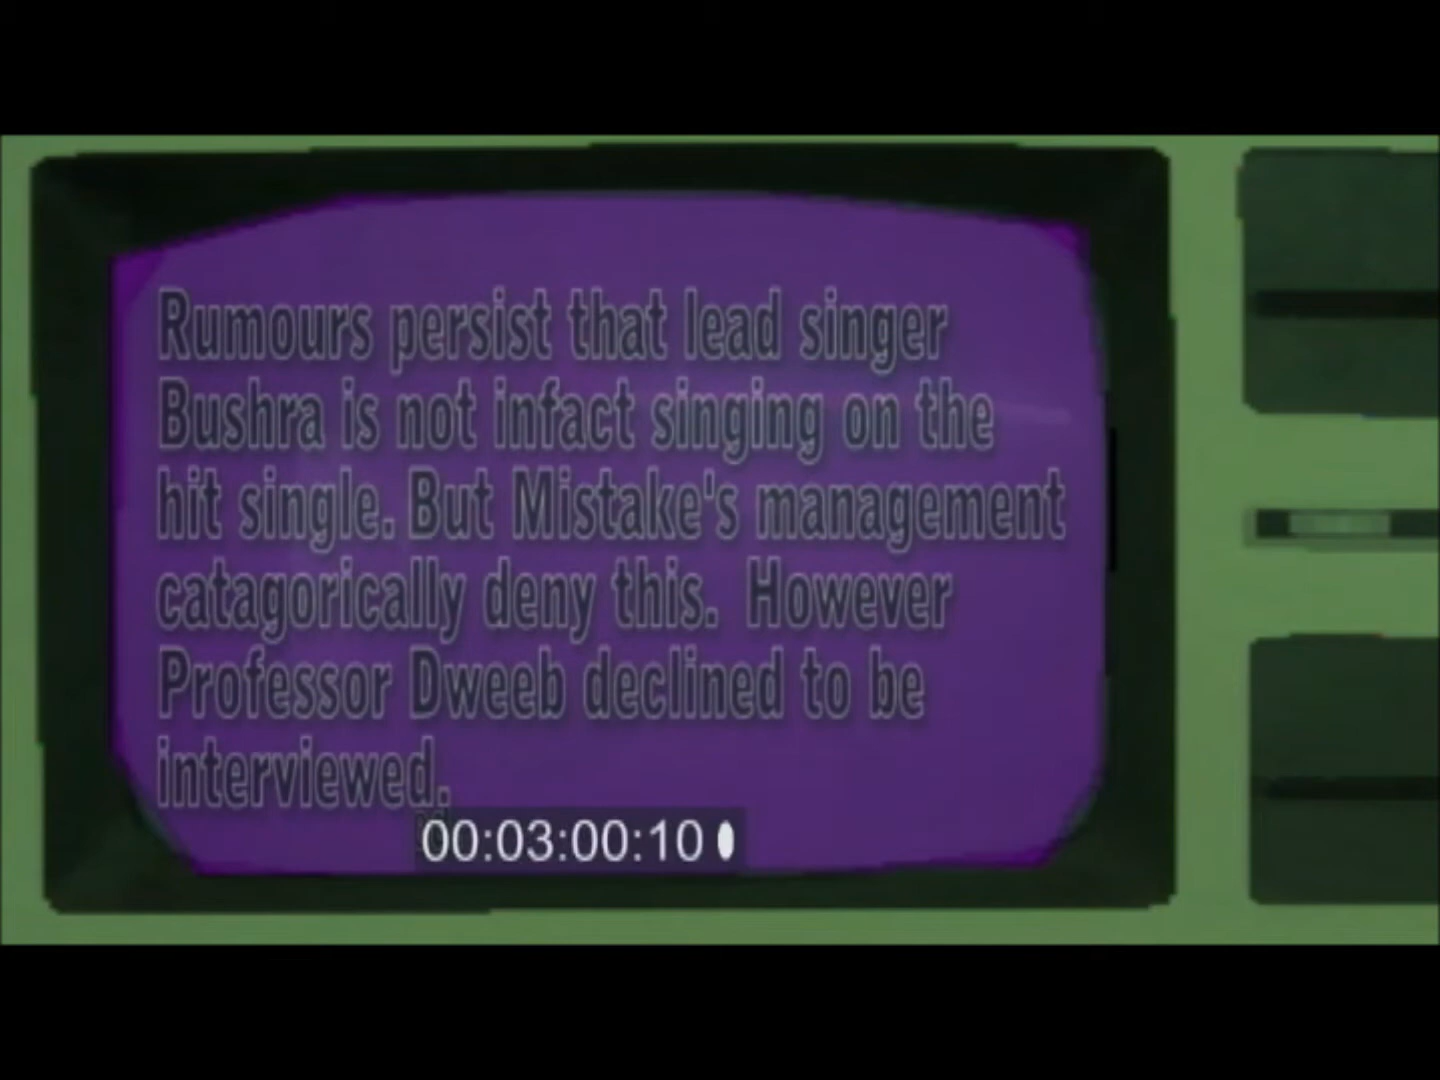 Rumours persist that lead singer
Bushra is not infact singing on the
hit single. But Mistake's management
catagorically deny this. However
Professor Dweeb declined to be
interviewed.
00:03:00:10